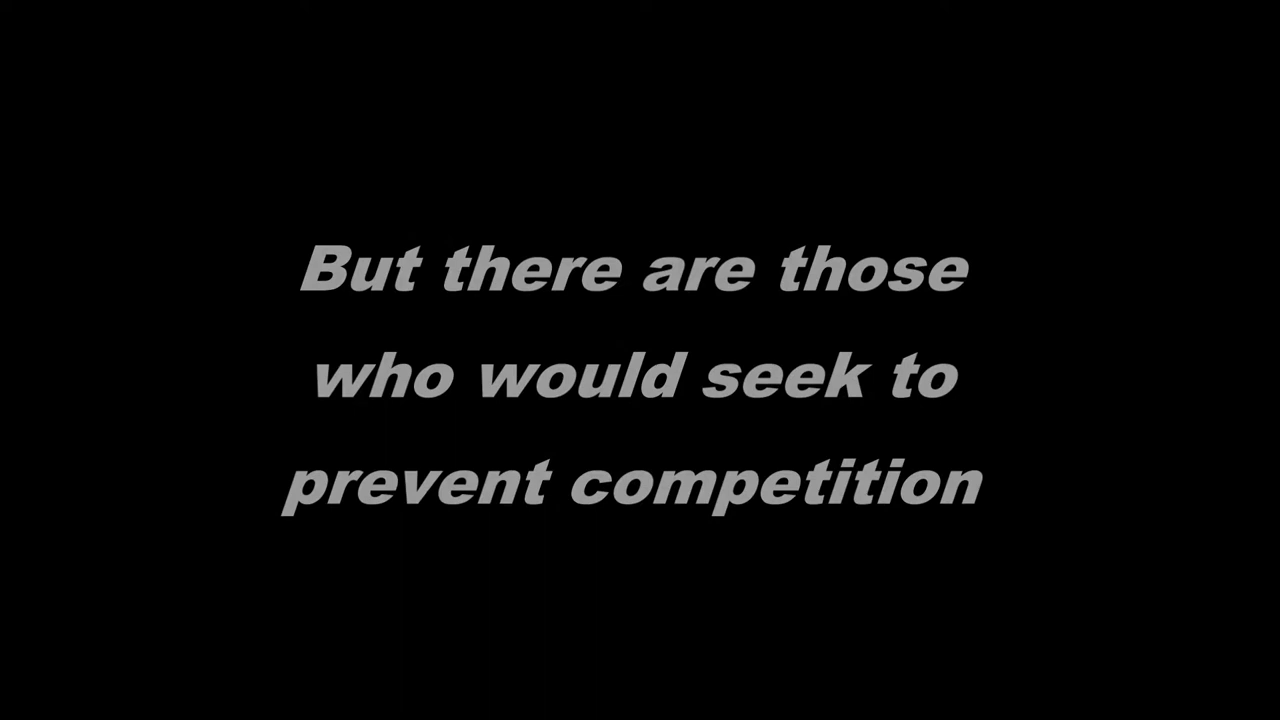 But there are those
who would seek to
prevent competition